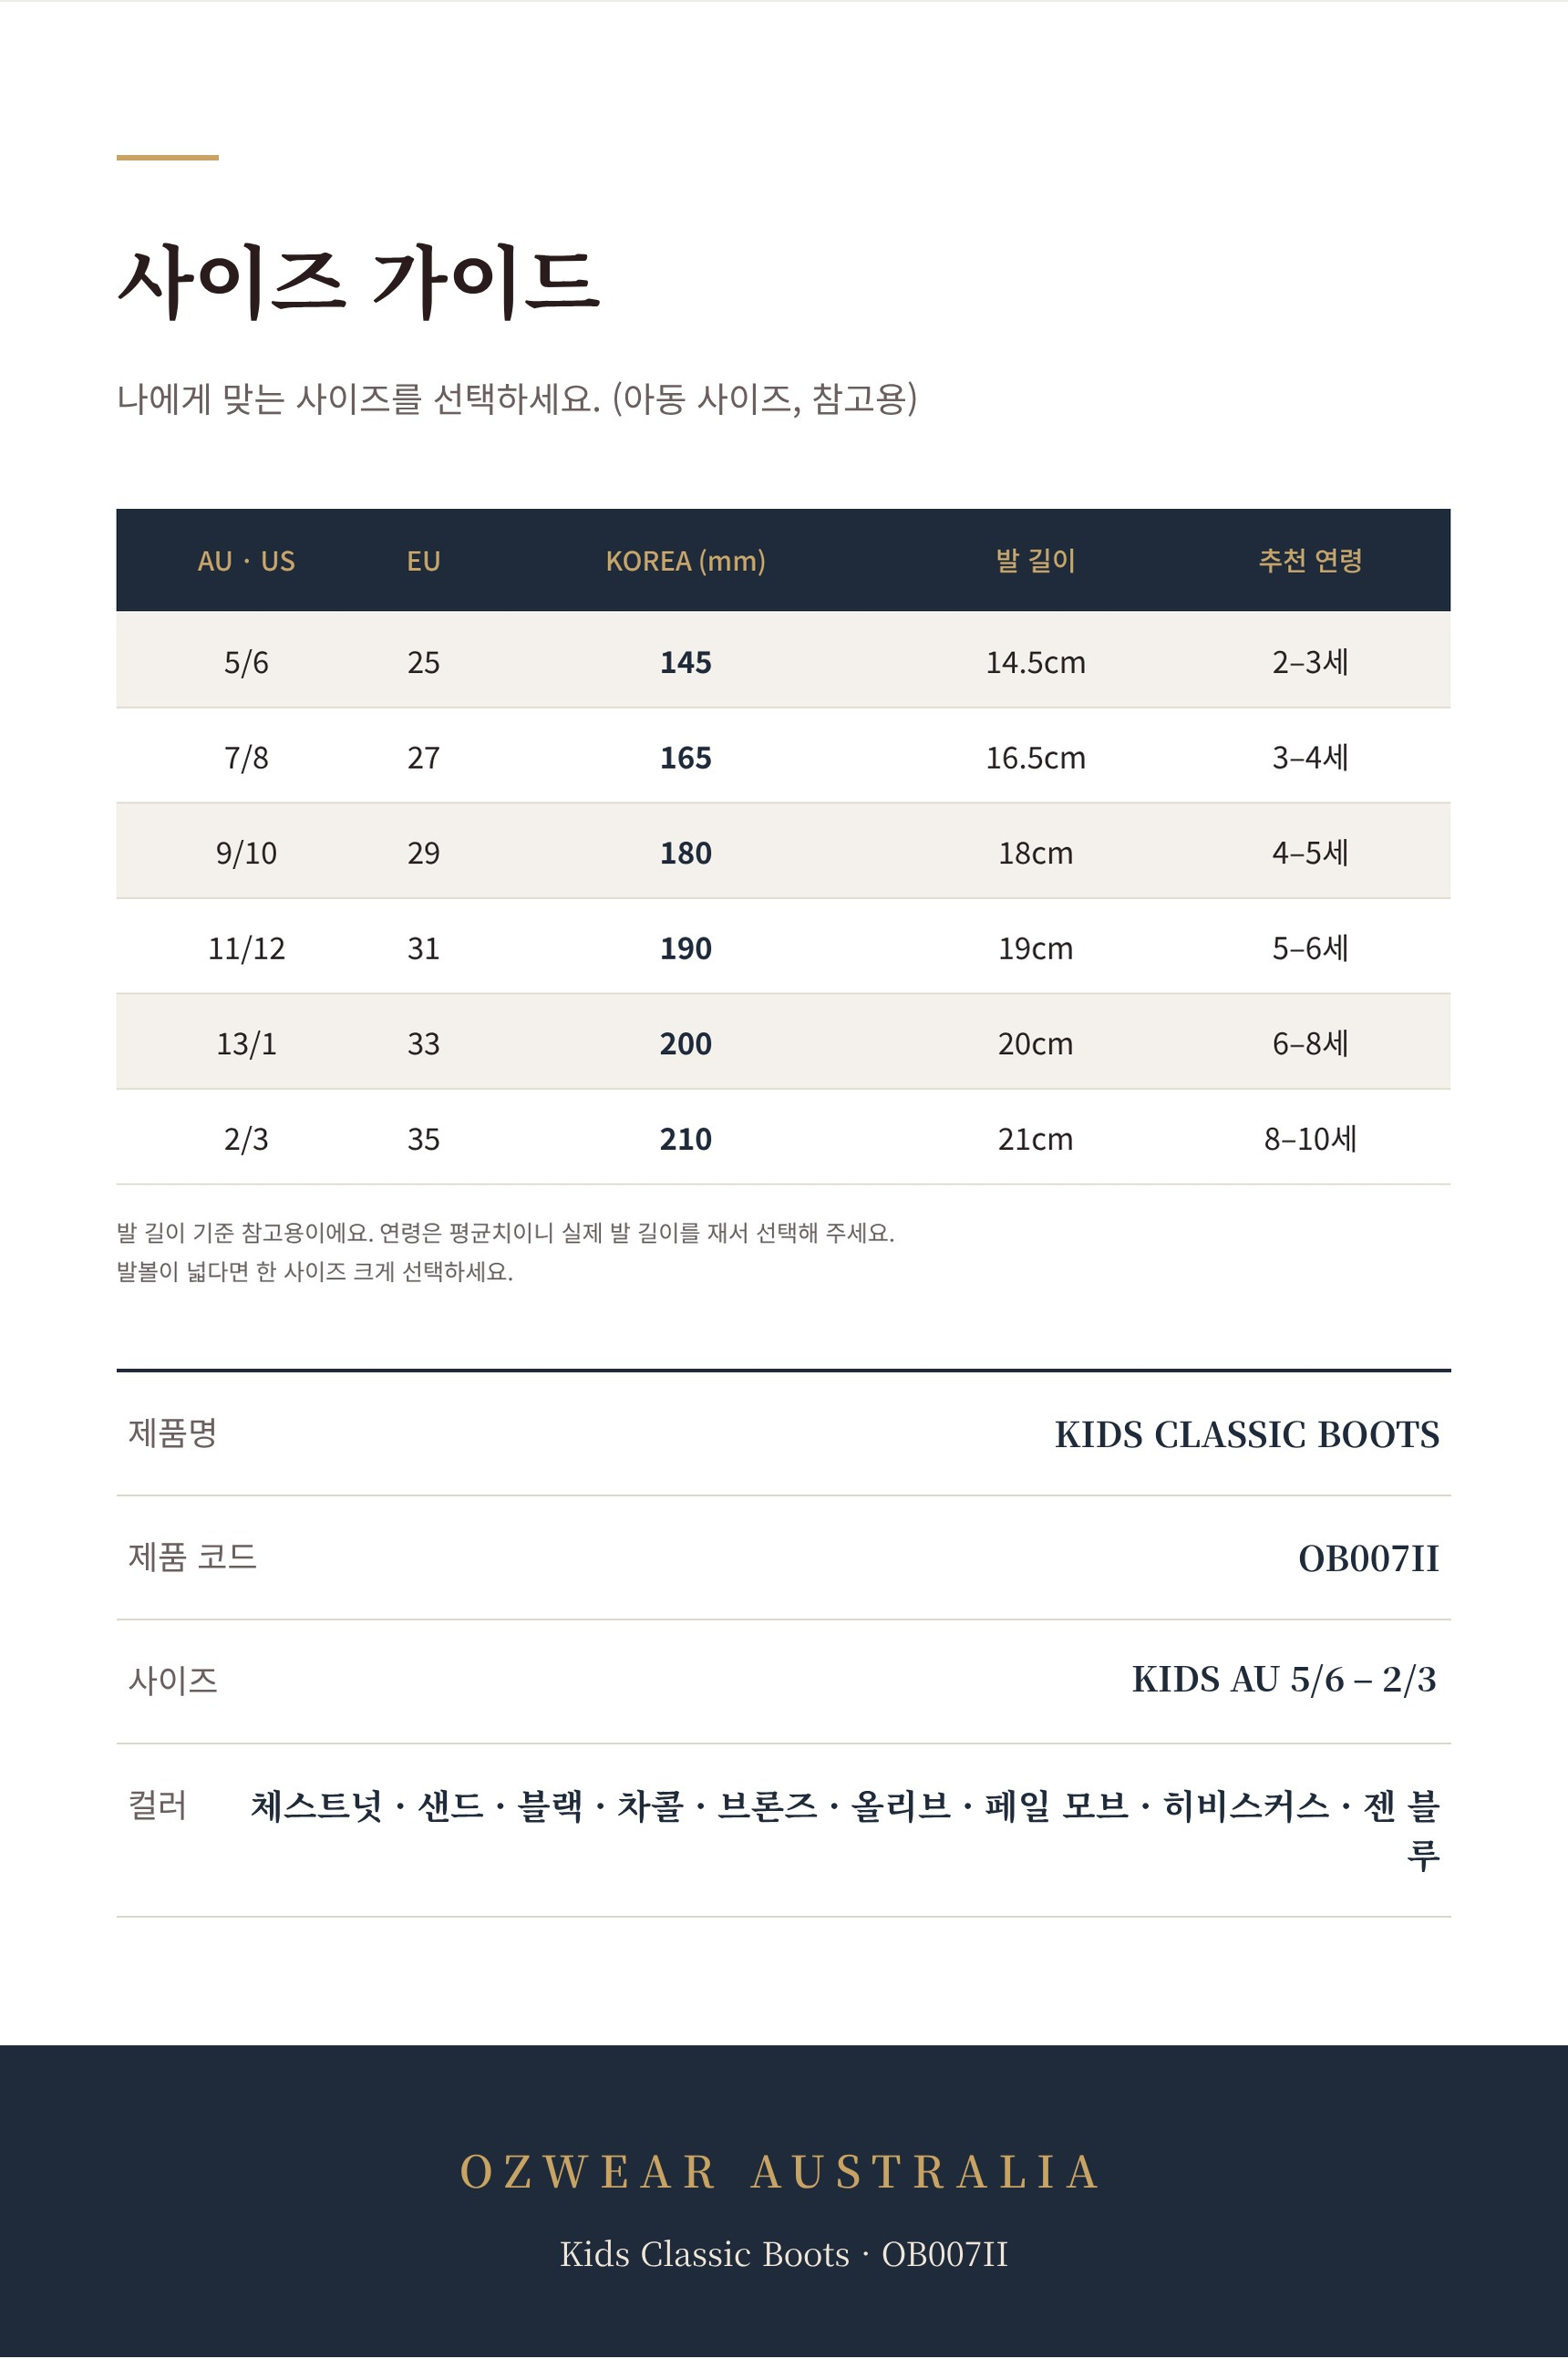 사이즈 가이드
나에게 맞는 사이즈를 선택하세요. (아동 사이즈, 참고용)
AU · US EU KOREA (mm) 발 길이 추천 연령
5/6 25 145 14.5cm 2–3세
7/8 27 165 16.5cm 3–4세
9/10 29 180 18cm 4–5세
11/12 31 190 19cm 5–6세
13/1 33 200 20cm 6–8세
2/3 35 210 21cm 8–10세
발 길이 기준 참고용이에요. 연령은 평균치이니 실제 발 길이를 재서 선택해 주세요.
발볼이 넓다면 한 사이즈 크게 선택하세요.
제품명 KIDS CLASSIC BOOTS
제품 코드 OB007II
사이즈 KIDS AU 5/6 – 2/3
컬러 체스트넛 · 샌드 · 블랙 · 차콜 · 브론즈 · 올리브 · 페일 모브 · 히비스커스 · 젠 블
루
OZWEAR AUSTRALIA
Kids Classic Boots · OB007II